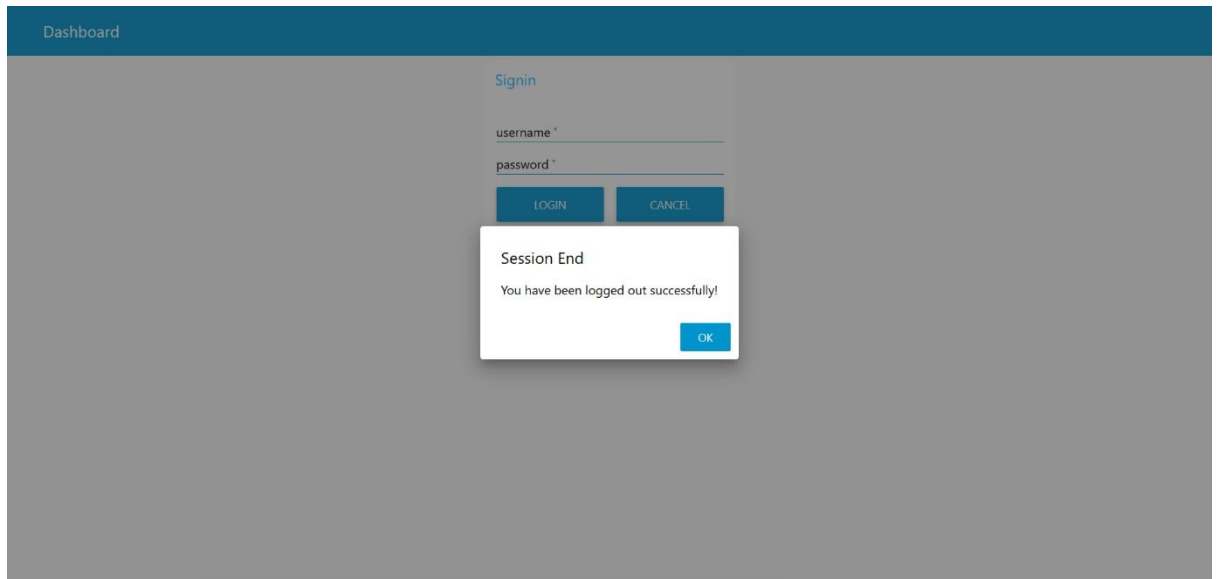 Dashboard
Signin
username *
password *
LOGIN CANCEL
Session End
You have been logged out successfully!
OK